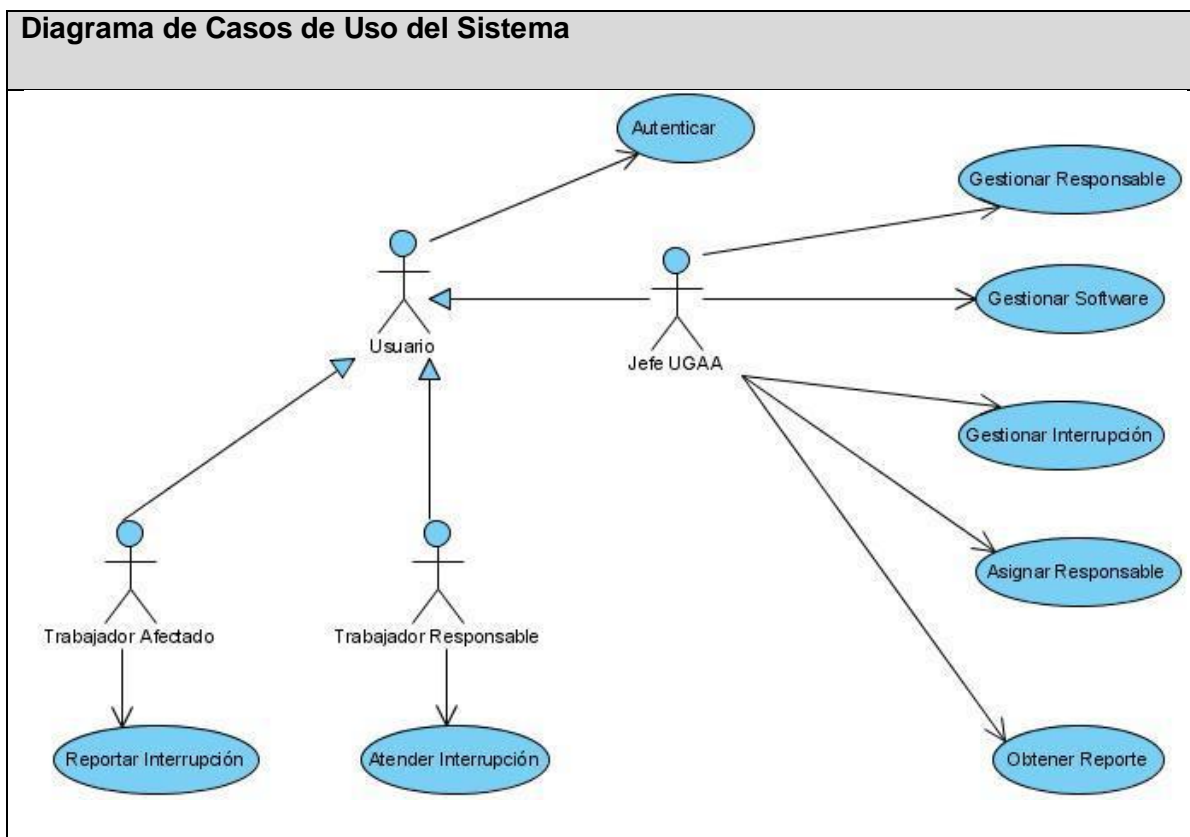 Diagrama de Casos de Uso del Sistema
Autenticar
Gestionar Responsable
Gestionar Software
Usuario
Jefe UGAA
Gestionar Interrupción
Asignar Responsable
Trabajador Afectado
Trabajador Responsable
Reportar Interrupción
Atender Interrupción
Obtener Reporte